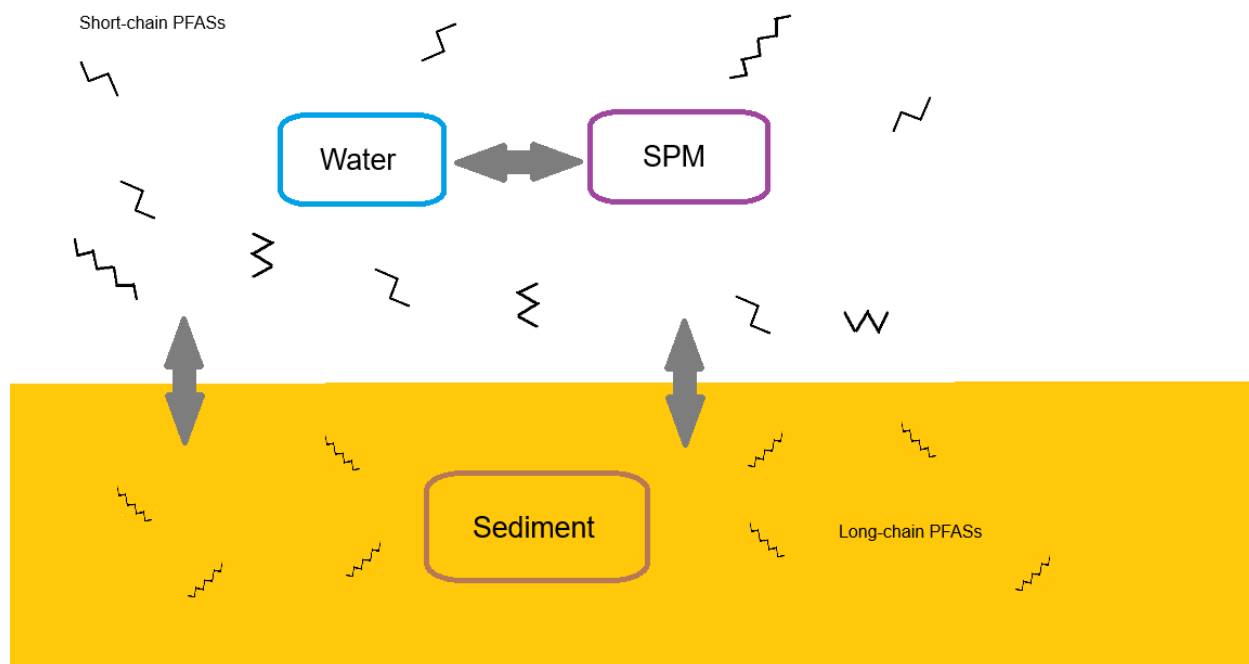 Short-chain PFASs
Water
SPM
Sediment
Long-chain PFASs